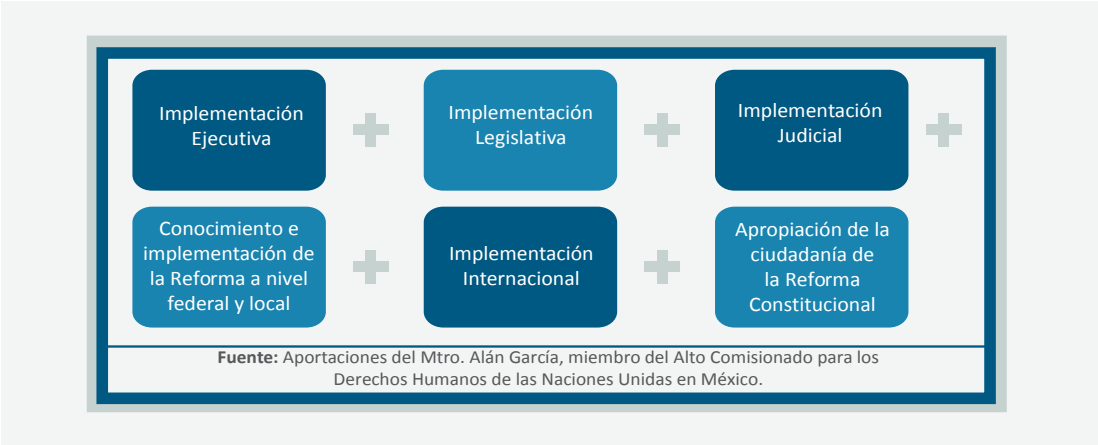 Implementación
Ejecutiva
Implementación
Legislativa
Implementación
Judicial
Conocimiento e
implementación de
la Reforma a nivel
federal y local
Implementación
Internacional
Apropiación de la
ciudadanía de
la Reforma
Constitucional
Fuente: Aportaciones del Mtro. Alán García, miembro del Alto Comisionado para los
Derechos Humanos de las Naciones Unidas en México.